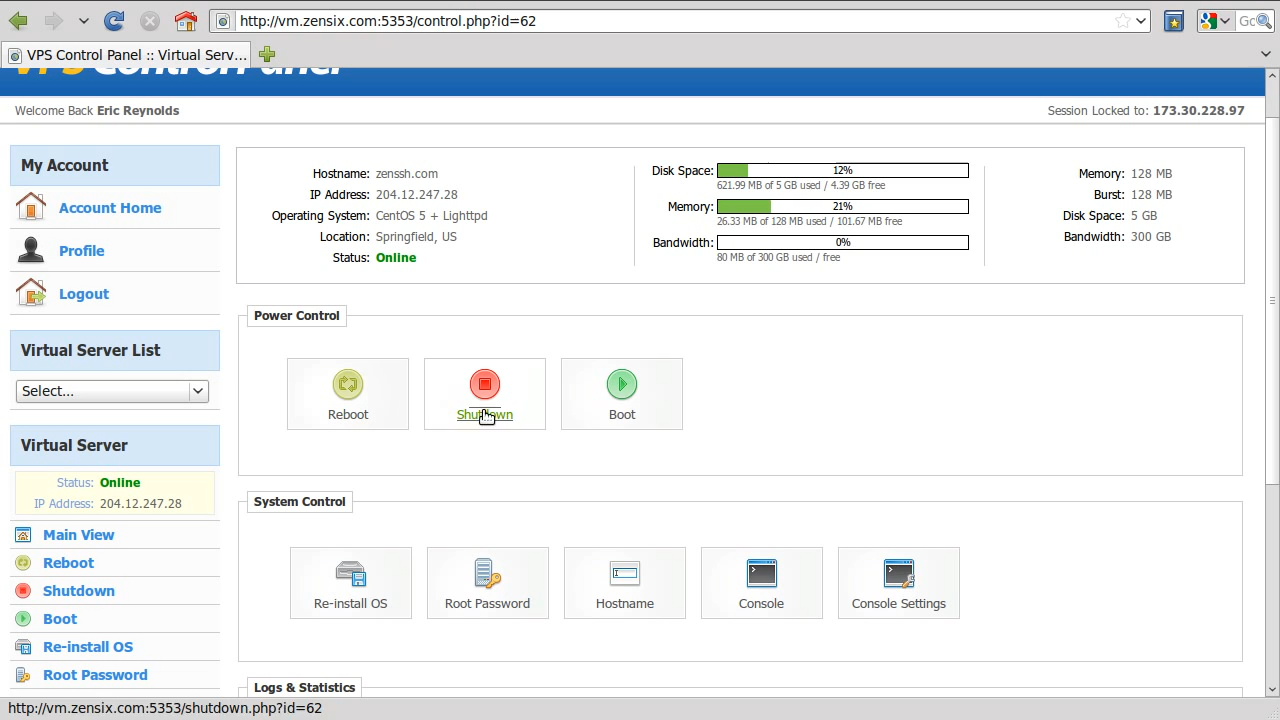 http://vm.zensix.com:5353/control.php?id=62
VPS Control Panel :: Virtual Serv...
VPS Control Panel
Welcome Back Eric Reynolds
Session Locked to: 173.30.228.97
My Account
Account Home
Profile
Logout
Virtual Server List
Select...
Virtual Server
Status: Online
IP Address: 204.12.247.28
Main View
Reboot
Shutdown
Boot
Re-install OS
Root Password
Hostname: zenssh.com
IP Address: 204.12.247.28
Operating System: CentOS 5 + Lighttpd
Location: Springfield, US
Status: Online
Disk Space: 12%
621.99 MB of 5 GB used / 4.39 GB free
Memory: 21%
26.33 MB of 128 MB used / 101.67 MB free
Bandwidth: 0%
80 MB of 300 GB used / free
Memory: 128 MB
Burst: 128 MB
Disk Space: 5 GB
Bandwidth: 300 GB
Power Control
Reboot
Shutdown
Boot
System Control
Re-install OS
Root Password
Hostname
Console
Console Settings
Logs & Statistics
http://vm.zensix.com:5353/shutdown.php?id=62